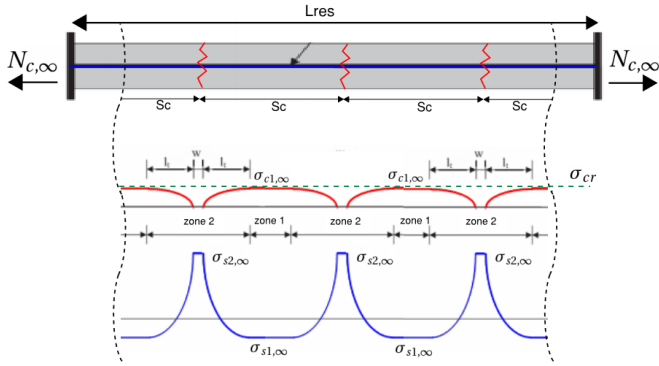 Lres
N_{c,∞} N_{c,∞}
Sc Sc Sc Sc
l_t w l_t σ_{c1,∞} σ_{c1,∞} l_t w l_t σ_{cr}
zone 2 zone 1 zone 2 zone 1 zone 2
σ_{s2,∞} σ_{s2,∞} σ_{s2,∞}
σ_{s1,∞} σ_{s1,∞}